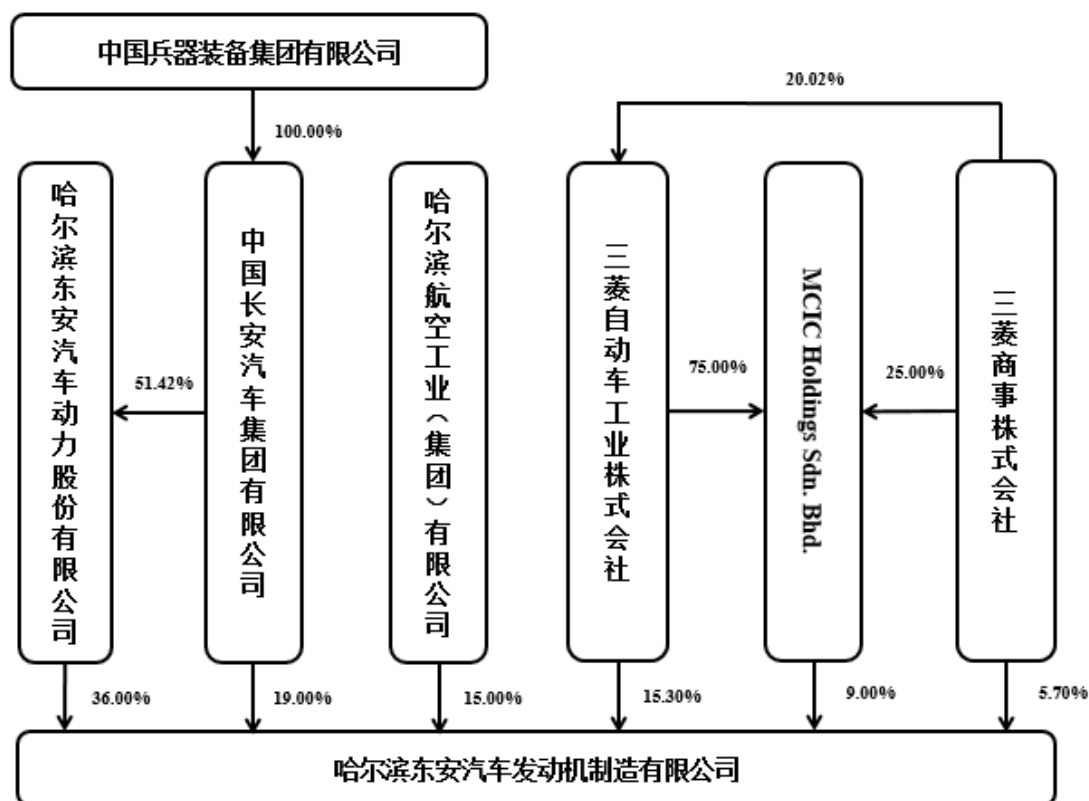 中国兵器装备集团有限公司
20.02%
100.00%
哈尔滨东安汽车动力股份有限公司
51.42%
中国长安汽车集团有限公司
哈尔滨航空工业（集团）有限公司
三菱自动车工业株式会社
75.00%
MCIC Holdings Sdn. Bhd.
25.00%
三菱商事株式会社
36.00%
19.00%
15.00%
15.30%
9.00%
5.70%
哈尔滨东安汽车发动机制造有限公司